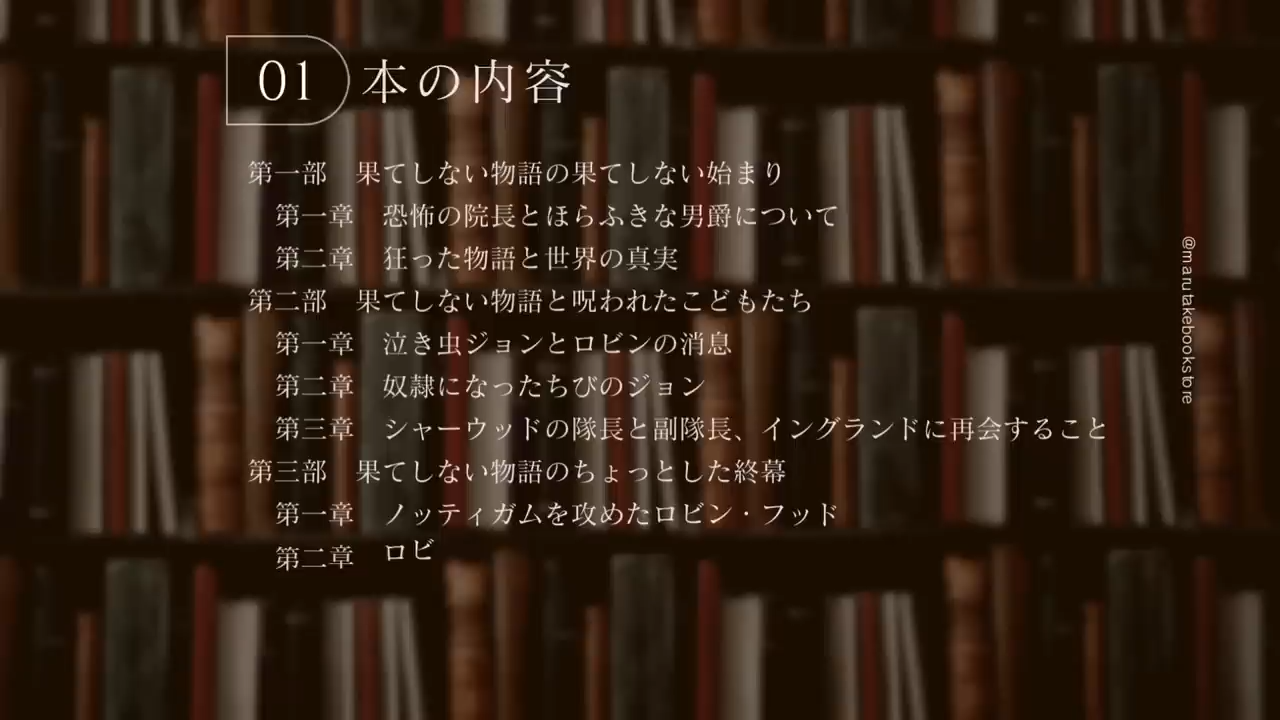 01 本の内容
第一部　果てしない物語の果てしない始まり
第一章　恐怖の院長とほらふきな男爵について
第二章　狂った物語と世界の真実
第二部　果てしない物語と呪われたこどもたち
第一章　泣き虫ジョンとロビンの消息
第二章　奴隷になったちびのジョン
第三章　シャーウッドの隊長と副隊長、イングランドに再会すること
第三部　果てしない物語のちょっとした終幕
第一章　ノッティガムを攻めたロビン・フッド
第二章　ロビ
@marutakebookstore